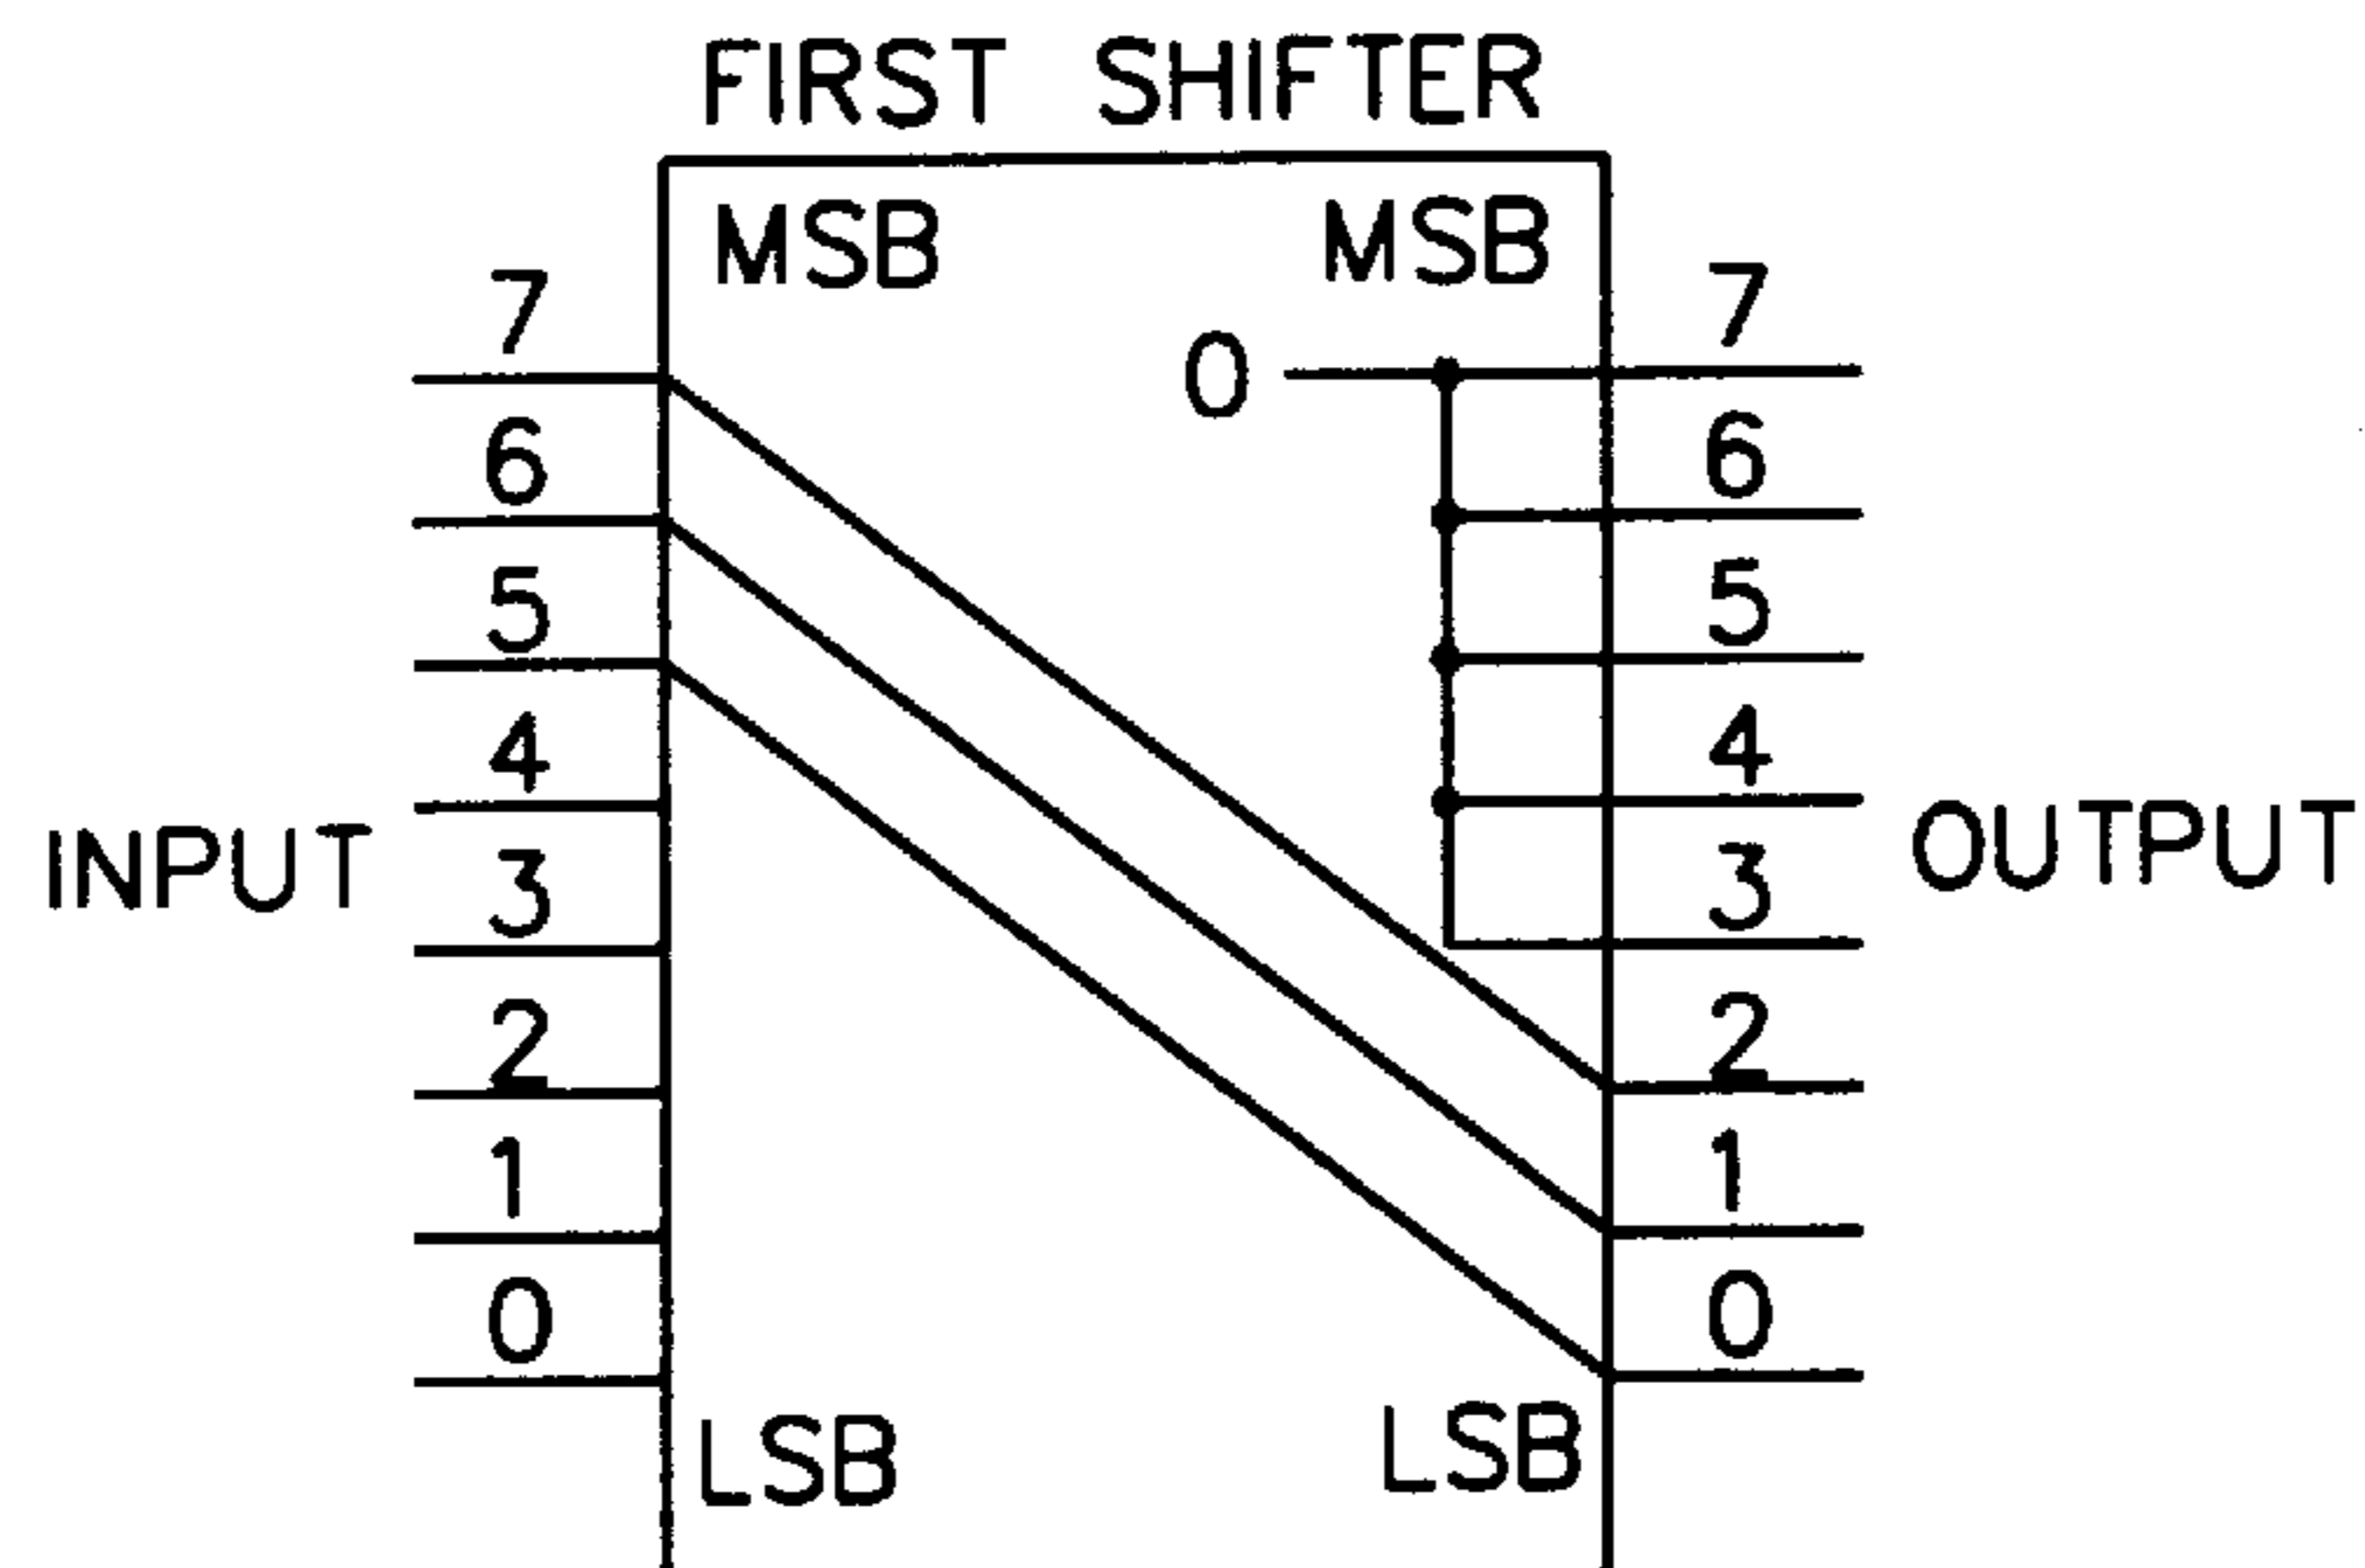 FIRST SHIFTER
MSB MSB
7 7
0
6 6
5 5
4 4
INPUT OUTPUT
3 3
2 2
1 1
0 0
LSB LSB